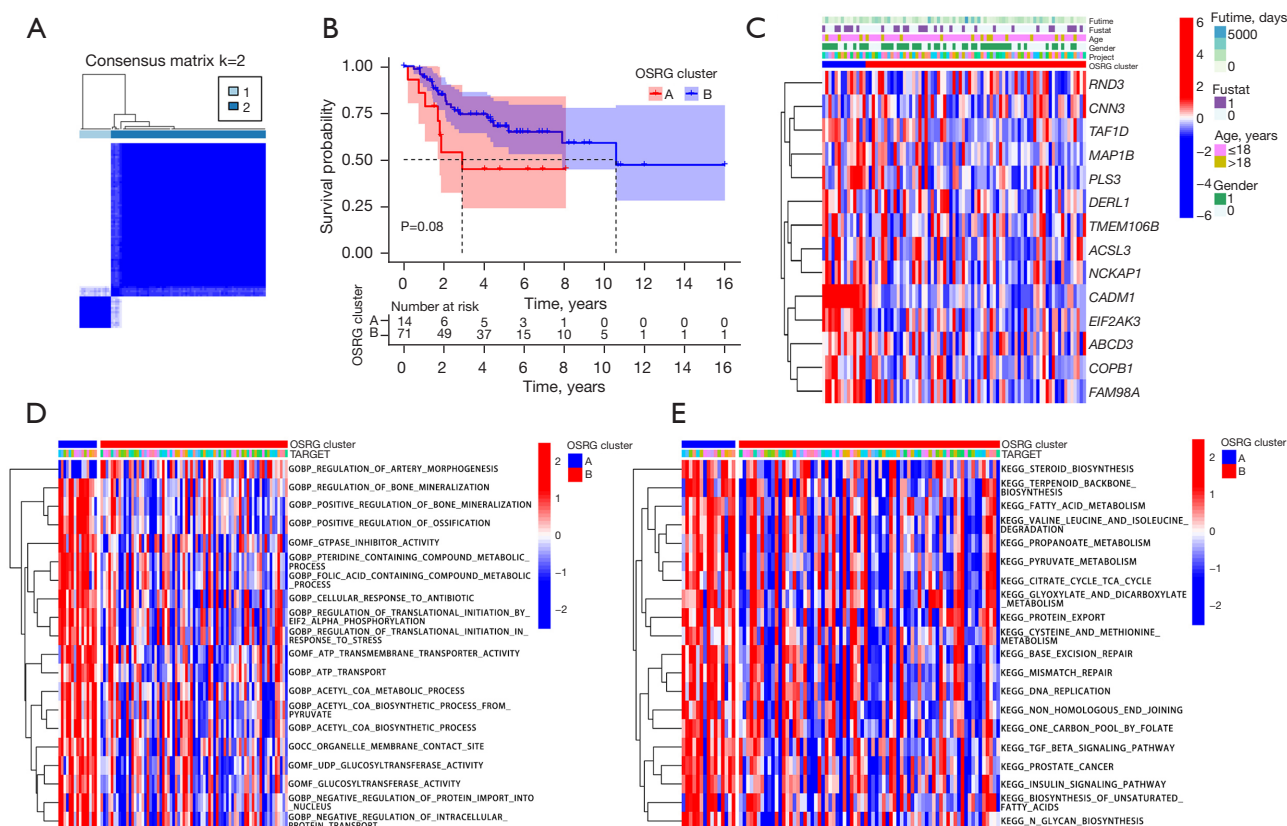 A
Consensus matrix k=2
1
2
B
OSRG cluster
A B
Survival probability
1.00
0.75
0.50
0.25
0.00
P=0.08
0 2 4 6 8 10 12 14 16
Time, years
Number at risk
OSRG cluster
A 14 6 5 3 1 0 0 0 0
B 71 49 37 15 10 5 1 1 1
0 2 4 6 8 10 12 14 16
Time, years
C
Futime
Fustat
Age
Gender
Project
OSRG cluster
RND3
CNN3
TAF1D
MAP1B
PLS3
DERL1
TMEM106B
ACSL3
NCKAP1
CADM1
EIF2AK3
ABCD3
COPB1
FAM98A
6
4
2
0
−2
−4
−6
Futime, days
5000
0
Fustat
1
0
Age, years
≤18
>18
Gender
1
0
D
OSRG cluster
TARGET
GOBP_REGULATION_OF_ARTERY_MORPHOGENESIS
GOBP_REGULATION_OF_BONE_MINERALIZATION
GOBP_POSITIVE_REGULATION_OF_BONE_MINERALIZATION
GOBP_POSITIVE_REGULATION_OF_OSSIFICATION
GOMF_GTPASE_INHIBITOR_ACTIVITY
GOBP_PTERIDINE_CONTAINING_COMPOUND_METABOLIC_
PROCESS
GOBP_FOLIC_ACID_CONTAINING_COMPOUND_METABOLIC
_PROCESS
GOBP_CELLULAR_RESPONSE_TO_ANTIBIOTIC
GOBP_REGULATION_OF_TRANSLATIONAL_INITIATION_BY_
EIF2_ALPHA_PHOSPHORYLATION
GOBP_REGULATION_OF_TRANSLATIONAL_INITIATION_IN_
RESPONSE_TO_STRESS
GOMF_ATP_TRANSMEMBRANE_TRANSPORTER_ACTIVITY
GOBP_ATP_TRANSPORT
GOBP_ACETYL_COA_METABOLIC_PROCESS
GOBP_ACETYL_COA_BIOSYNTHETIC_PROCESS_FROM_
PYRUVATE
GOBP_ACETYL_COA_BIOSYNTHETIC_PROCESS
GOCC_ORGANELLE_MEMBRANE_CONTACT_SITE
GOMF_UDP_GLUCOSYLTRANSFERASE_ACTIVITY
GOMF_GLUCOSYLTRANSFERASE_ACTIVITY
GOBP_NEGATIVE_REGULATION_OF_PROTEIN_IMPORT_INTO
_NUCLEUS
GOBP_NEGATIVE_REGULATION_OF_INTRACELLULAR_
PROTEIN_TRANSPORT
2
1
0
−1
−2
OSRG cluster
A
B
E
OSRG cluster
KEGG_STEROID_BIOSYNTHESIS
KEGG_TERPENOID_BACKBONE_
BIOSYNTHESIS
KEGG_FATTY_ACID_METABOLISM
KEGG_VALINE_LEUCINE_AND_ISOLEUCINE_
DEGRADATION
KEGG_PROPANOATE_METABOLISM
KEGG_PYRUVATE_METABOLISM
KEGG_CITRATE_CYCLE_TCA_CYCLE
KEGG_GLYOXYLATE_AND_DICARBOXYLATE
_METABOLISM
KEGG_PROTEIN_EXPORT
KEGG_CYSTEINE_AND_METHIONINE_
METABOLISM
KEGG_BASE_EXCISION_REPAIR
KEGG_MISMATCH_REPAIR
KEGG_DNA_REPLICATION
KEGG_NON_HOMOLOGOUS_END_JOINING
KEGG_ONE_CARBON_POOL_BY_FOLATE
KEGG_TGF_BETA_SIGNALING_PATHWAY
KEGG_PROSTATE_CANCER
KEGG_INSULIN_SIGNALING_PATHWAY
KEGG_BIOSYNTHESIS_OF_UNSATURATED_
FATTY_ACIDS
KEGG_N_GLYCAN_BIOSYNTHESIS
2
1
0
−1
−2
OSRG cluster
A
B